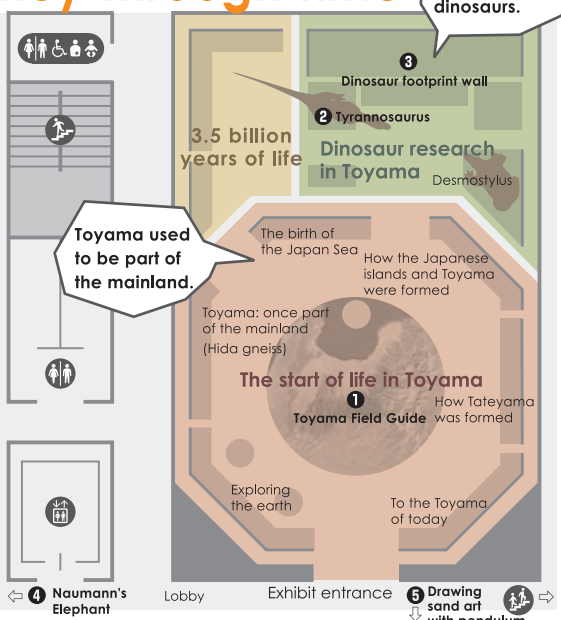 dinosaurs.
3
Dinosaur footprint wall
2 Tyrannosaurus
3.5 billion
years of life
Dinosaur research
in Toyama
Desmostylus
Toyama used
to be part of
the mainland.
The birth of
the Japan Sea
How the Japanese
islands and Toyama
were formed
Toyama: once part
of the mainland
(Hida gneiss)
The start of life in Toyama
1
Toyama Field Guide
How Tateyama
was formed
Exploring
the earth
To the Toyama
of today
4 Naumann's
Elephant
Lobby
Exhibit entrance
5 Drawing
sand art
with pendulum